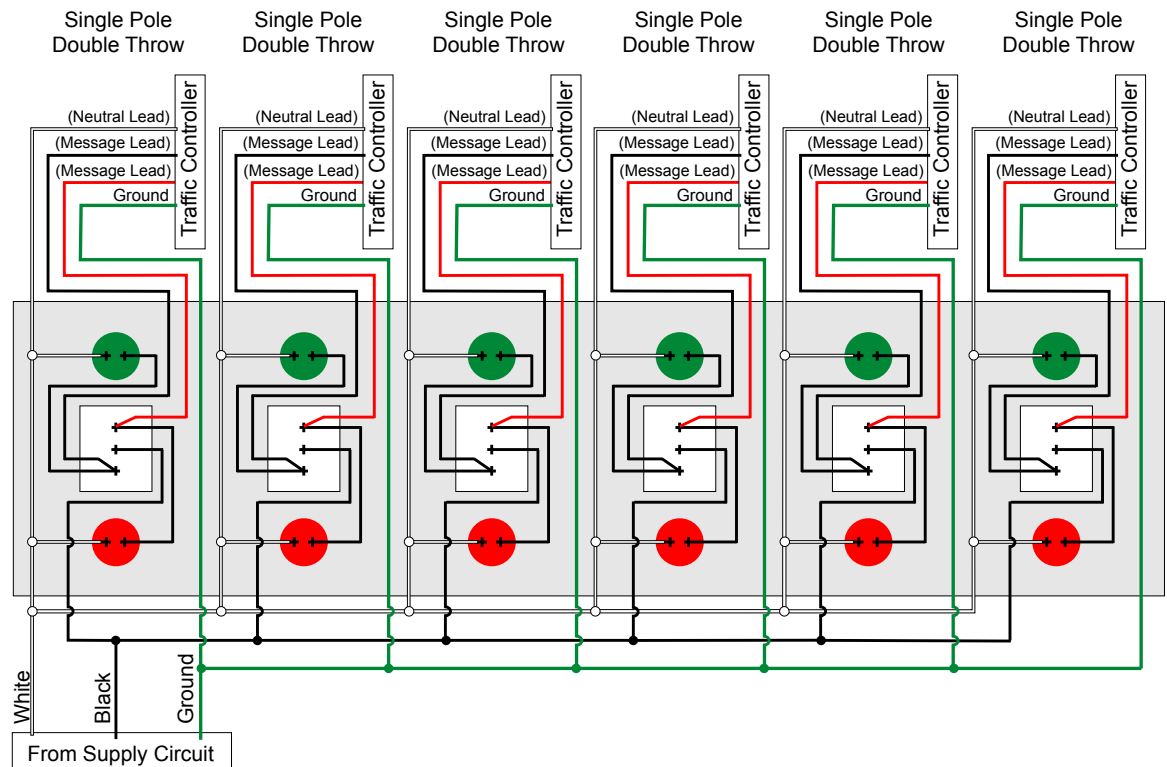 Single Pole
Double Throw
Single Pole
Double Throw
Single Pole
Double Throw
Single Pole
Double Throw
Single Pole
Double Throw
Single Pole
Double Throw
(Neutral Lead)
(Message Lead)
(Message Lead)
Ground
Traffic Controller
(Neutral Lead)
(Message Lead)
(Message Lead)
Ground
Traffic Controller
(Neutral Lead)
(Message Lead)
(Message Lead)
Ground
Traffic Controller
(Neutral Lead)
(Message Lead)
(Message Lead)
Ground
Traffic Controller
(Neutral Lead)
(Message Lead)
(Message Lead)
Ground
Traffic Controller
(Neutral Lead)
(Message Lead)
(Message Lead)
Ground
Traffic Controller
White
Black
Ground
From Supply Circuit